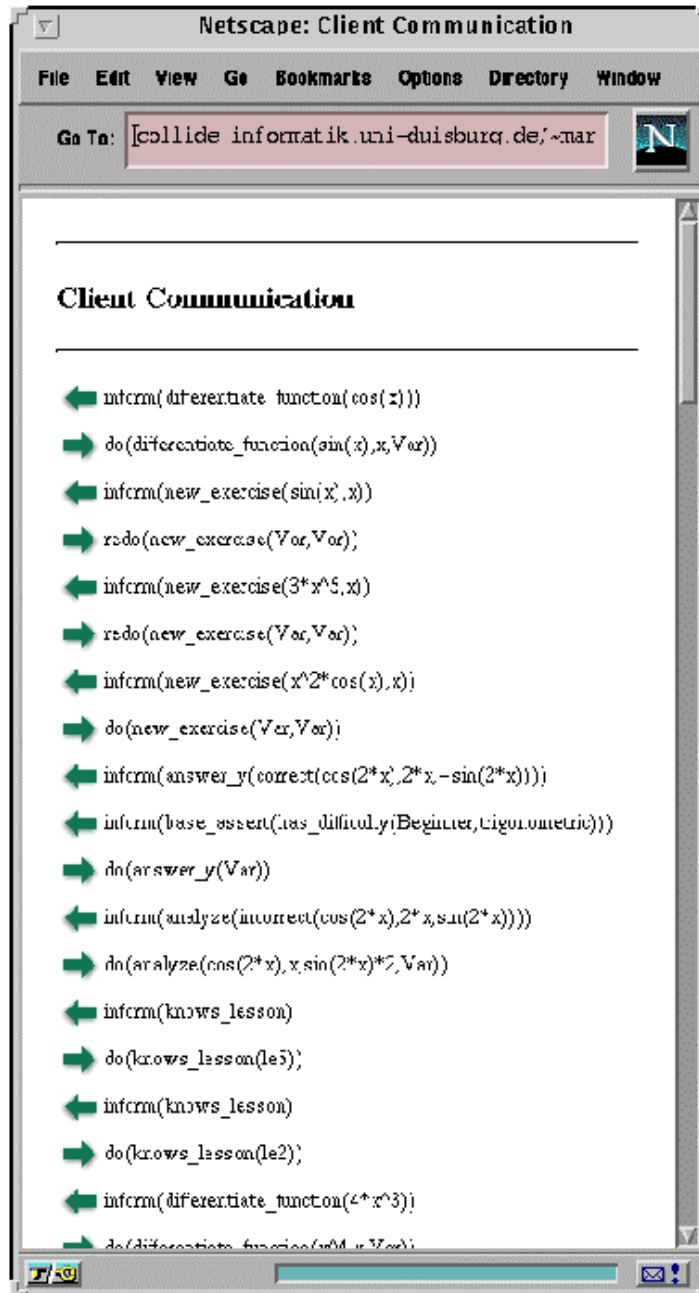 Netscape: Client Communication
File Edit View Go Bookmarks Options Directory Window
Go To: collide.informatik.uni-duisburg.de/~mar
N
Client Communication
inform(differentiate_function(cos(x)))
do(differentiate_function(sin(x),x,Var))
inform(new_exercise(sin(x),x))
redo(new_exercise(Var,Var))
inform(new_exercise(3*x^5,x))
redo(new_exercise(Var,Var))
inform(new_exercise(x^2*cos(x),x))
do(new_exercise(Var,Var))
inform(answer_y(correct(cos(2*x),2*x,-sin(2*x))))
inform(base_assert(has_difficulty(Beginner,trigonometric)))
do(answer_y(Var))
inform(analyze(incorrect(cos(2*x),2*x,sin(2*x))))
do(analyze(cos(2*x),x,sin(2*x)*2,Var))
inform(knows_lesson)
do(knows_lesson(le5))
inform(knows_lesson)
do(knows_lesson(le2))
inform(differentiate_function(4*x^3))
do(differentiate_function(x^4,x,Var))